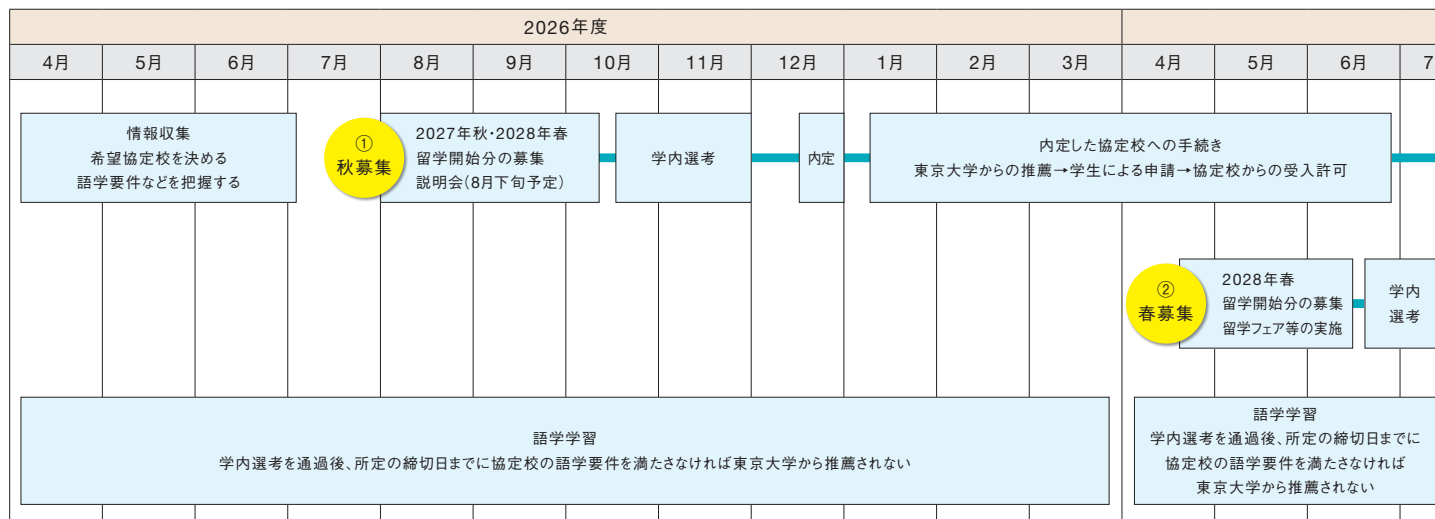 2026年度
4月 5月 6月 7月 8月 9月 10月 11月 12月 1月 2月 3月 4月 5月 6月 7
情報収集
希望協定校を決める
語学要件などを把握する
①
秋募集
2027年秋・2028年春
留学開始分の募集
説明会(8月下旬予定)
学内選考
内定
内定した協定校への手続き
東京大学からの推薦→学生による申請→協定校からの受入許可
②
春募集
2028年春
留学開始分の募集
留学フェア等の実施
学内
選考
語学学習
学内選考を通過後、所定の締切日までに協定校の語学要件を満たさなければ東京大学から推薦されない
語学学習
学内選考を通過後、所定の締切日までに
協定校の語学要件を満たさなければ
東京大学から推薦されない